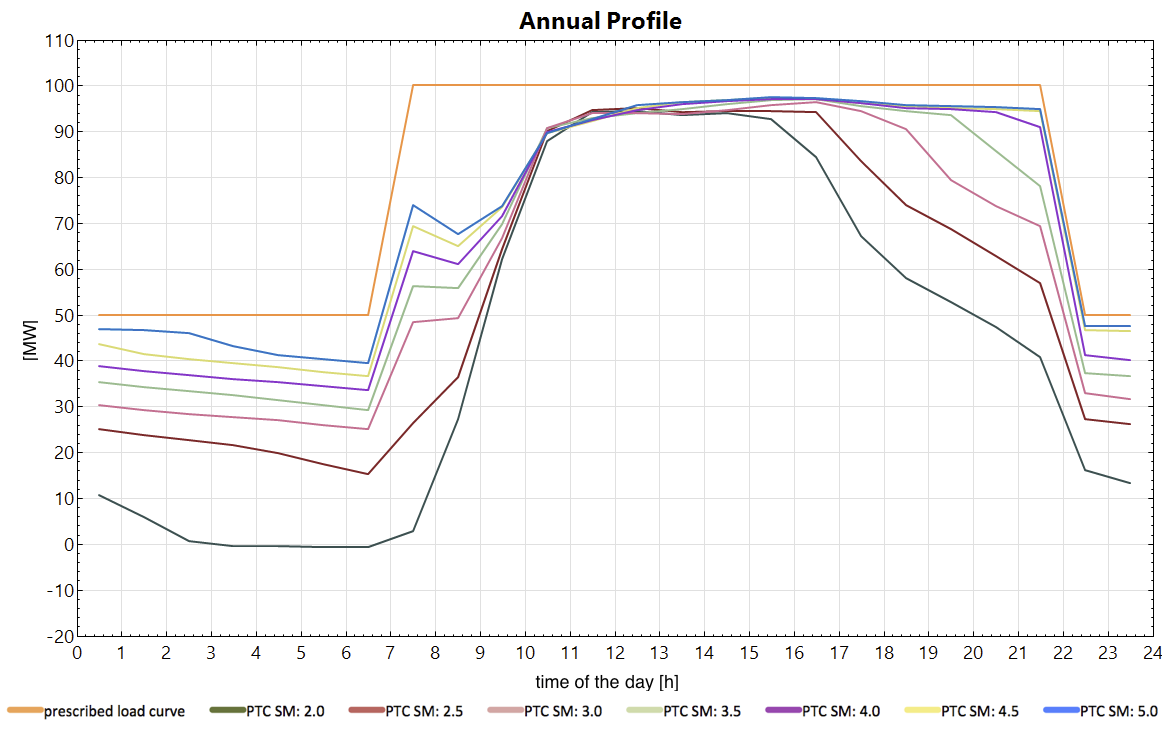 Annual Profile
110
100
90
80
70
60
50
40
30
20
10
0
-10
-20
[MW]
0 1 2 3 4 5 6 7 8 9 10 11 12 13 14 15 16 17 18 19 20 21 22 23 24
time of the day [h]
prescribed load curve PTC SM: 2.0 PTC SM: 2.5 PTC SM: 3.0 PTC SM: 3.5 PTC SM: 4.0 PTC SM: 4.5 PTC SM: 5.0